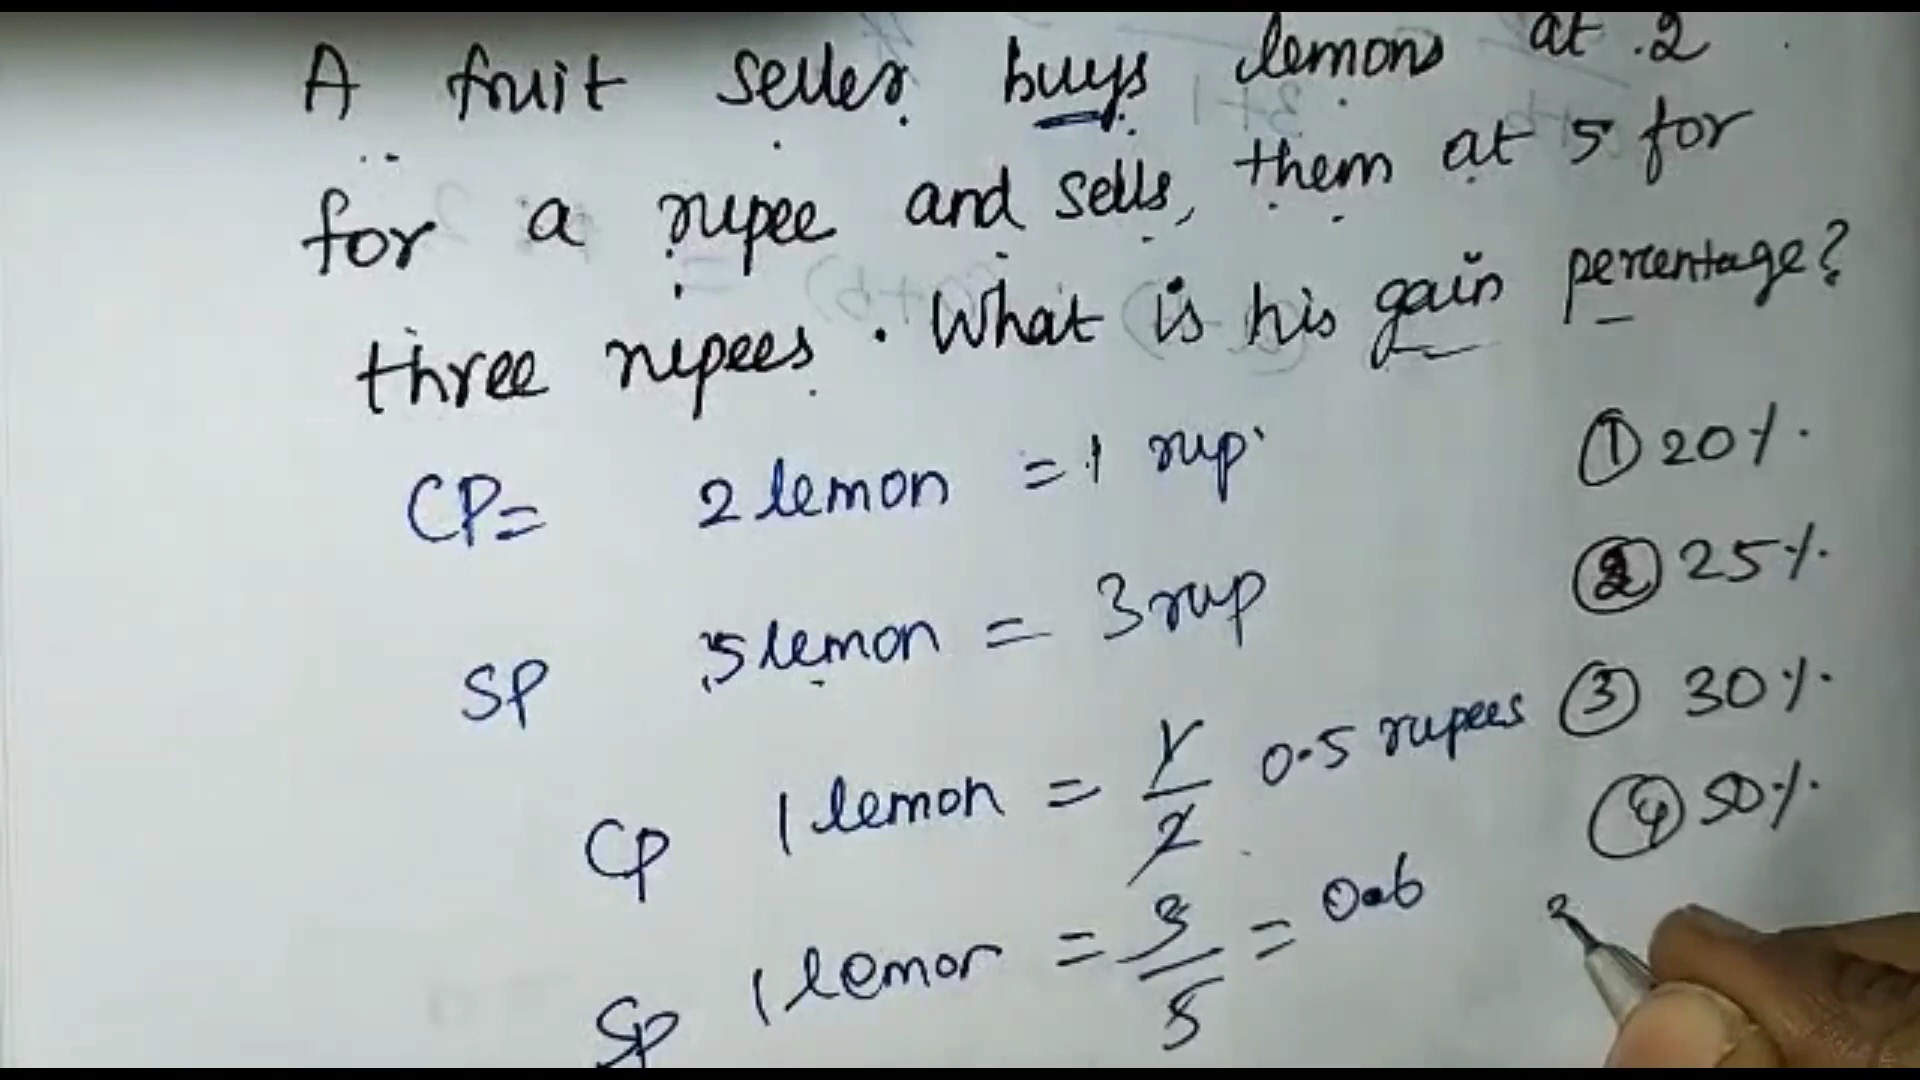 A fruit seller buys lemons at 2
for a rupee and sells, them at 5 for
three rupees. What is his gain percentage?
CP= 2 lemon = 1 rup.
SP 5 lemon = 3 rup
CP 1 lemon = 1/2 0.5 rupees
SP 1 lemon = 3/5 = 0.6
① 20%.
② 25%.
③ 30%.
④ 50%.